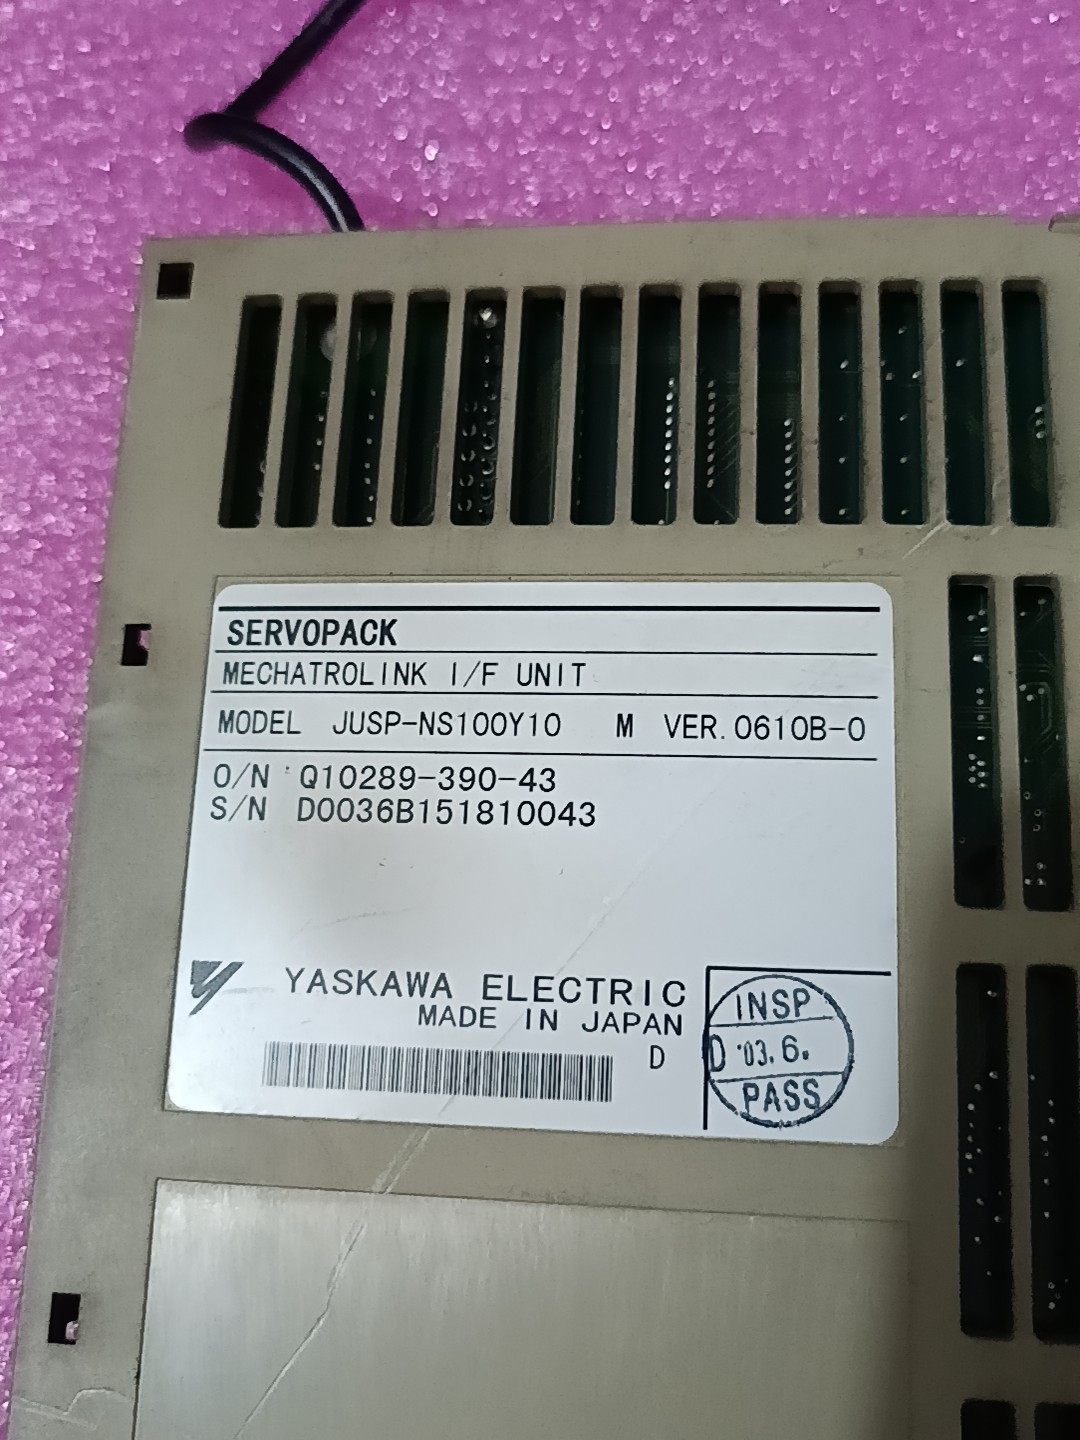 SERVOPACK
MECHATROLINK I/F UNIT
MODEL JUSP-NS100Y10 M VER.0610B-0
O/N Q10289-390-43
S/N D0036B151810043
YASKAWA ELECTRIC
MADE IN JAPAN
D
INSP
D '03.6.
PASS